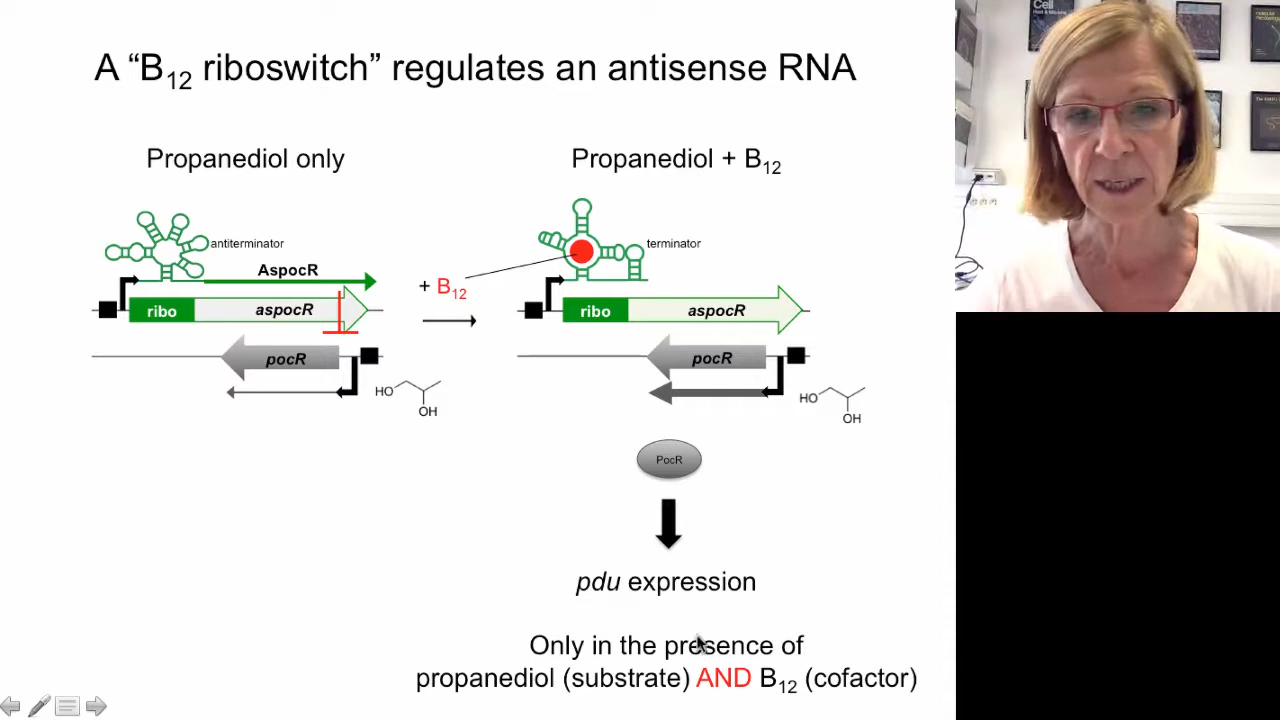 A “B12 riboswitch” regulates an antisense RNA
Propanediol only
Propanediol + B12
antiterminator
terminator
AspocR
+ B12
ribo
aspocR
ribo
aspocR
pocR
pocR
HO
OH
HO
OH
PocR
pdu expression
Only in the presence of
propanediol (substrate) AND B12 (cofactor)
Cell